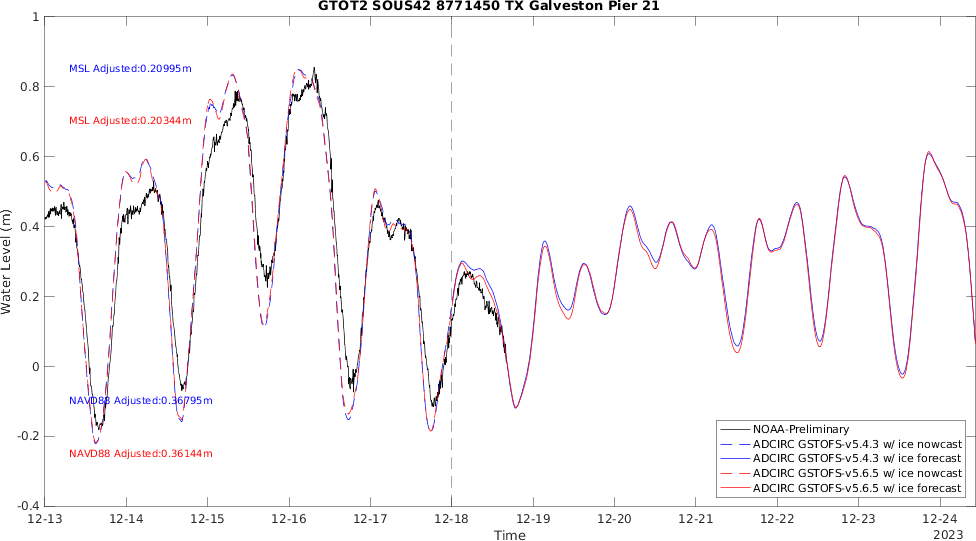 GTOT2 SOUS42 8771450 TX Galveston Pier 21
1
0.8
0.6
0.4
0.2
0
-0.2
-0.4
Water Level (m)
MSL Adjusted:0.20995m
MSL Adjusted:0.20344m
NAVD88 Adjusted:0.36795m
NAVD88 Adjusted:0.36144m
NOAA-Preliminary
ADCIRC GSTOFS-v5.4.3 w/ ice nowcast
ADCIRC GSTOFS-v5.4.3 w/ ice forecast
ADCIRC GSTOFS-v5.6.5 w/ ice nowcast
ADCIRC GSTOFS-v5.6.5 w/ ice forecast
12-13 12-14 12-15 12-16 12-17 12-18 12-19 12-20 12-21 12-22 12-23 12-24
2023
Time